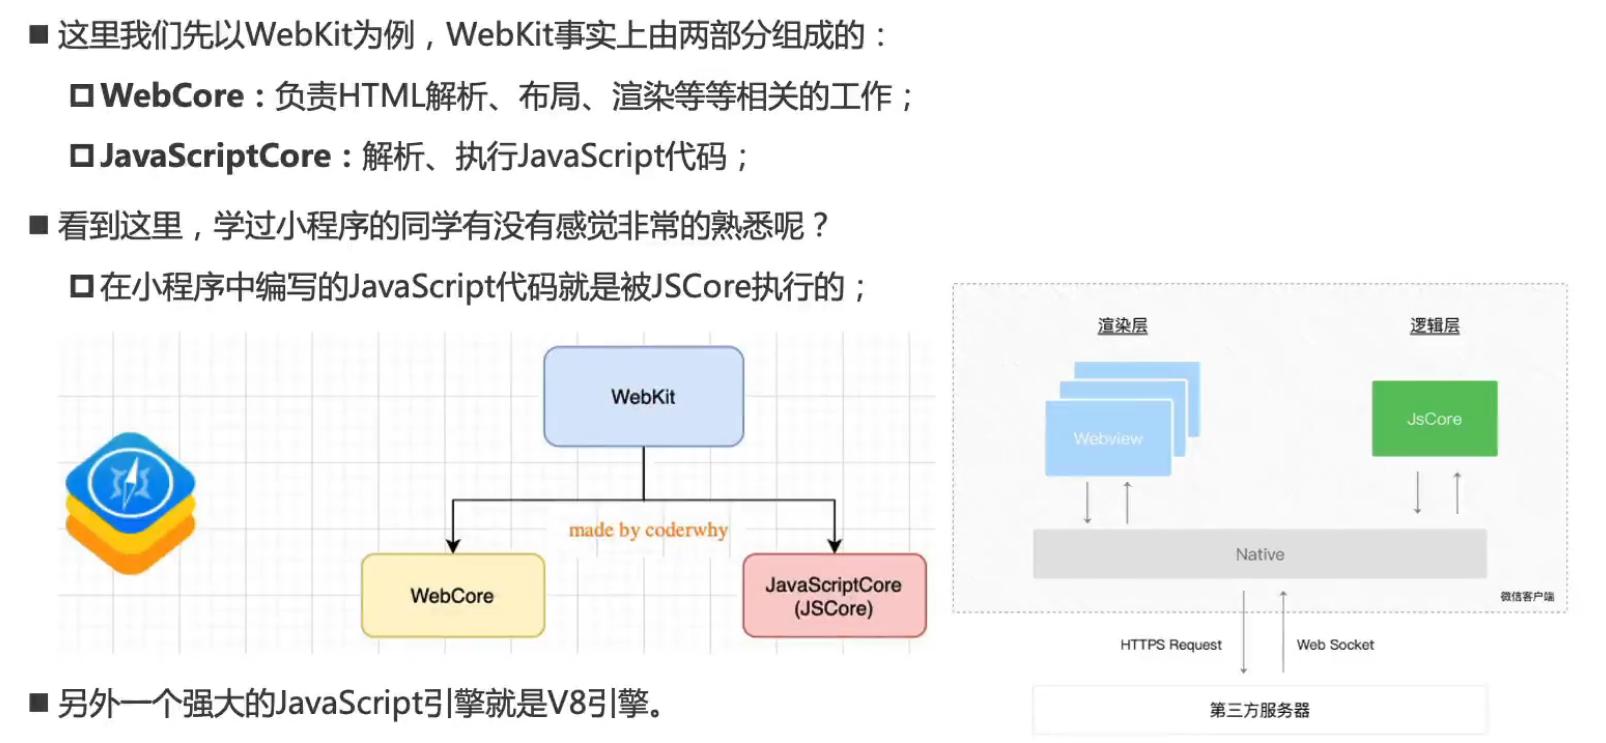 ■ 这里我们先以WebKit为例，WebKit事实上由两部分组成的：
WebCore：负责HTML解析、布局、渲染等等相关的工作；
JavaScriptCore：解析、执行JavaScript代码；
■ 看到这里，学过小程序的同学有没有感觉非常的熟悉呢？
在小程序中编写的JavaScript代码就是被JSCore执行的；
WebKit
made by coderwhy
WebCore
JavaScriptCore
(JSCore)
渲染层
逻辑层
Webview
JsCore
Native
微信客户端
HTTPS Request
Web Socket
第三方服务器
■ 另外一个强大的JavaScript引擎就是V8引擎。